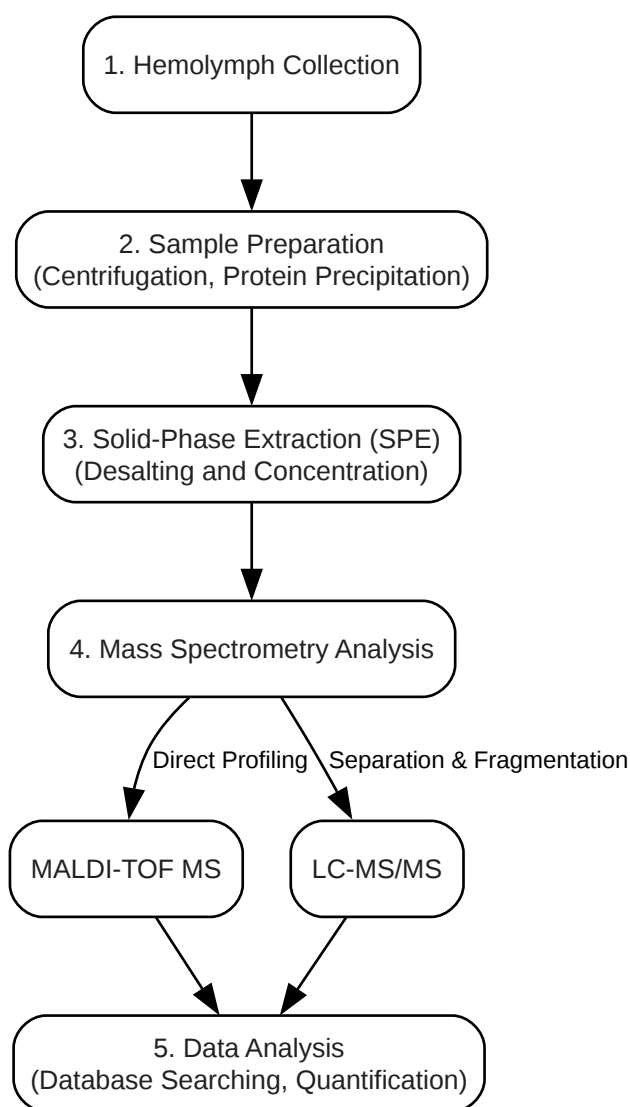 1. Hemolymph Collection
2. Sample Preparation
(Centrifugation, Protein Precipitation)
3. Solid-Phase Extraction (SPE)
(Desalting and Concentration)
4. Mass Spectrometry Analysis
Direct Profiling
Separation & Fragmentation
MALDI-TOF MS
LC-MS/MS
5. Data Analysis
(Database Searching, Quantification)